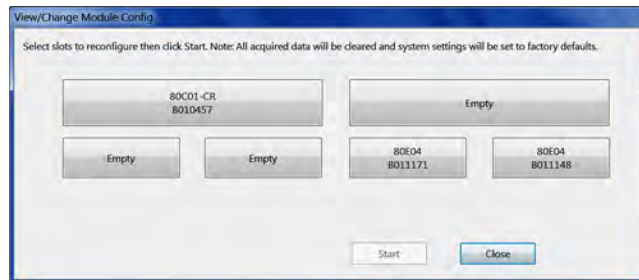 View/Change Module Config
Select slots to reconfigure then click Start. Note: All acquired data will be cleared and system settings will be set to factory defaults.
80C01-CR
B010457
Empty
Empty
Empty
80E04
B011171
80E04
B011148
Start
Close